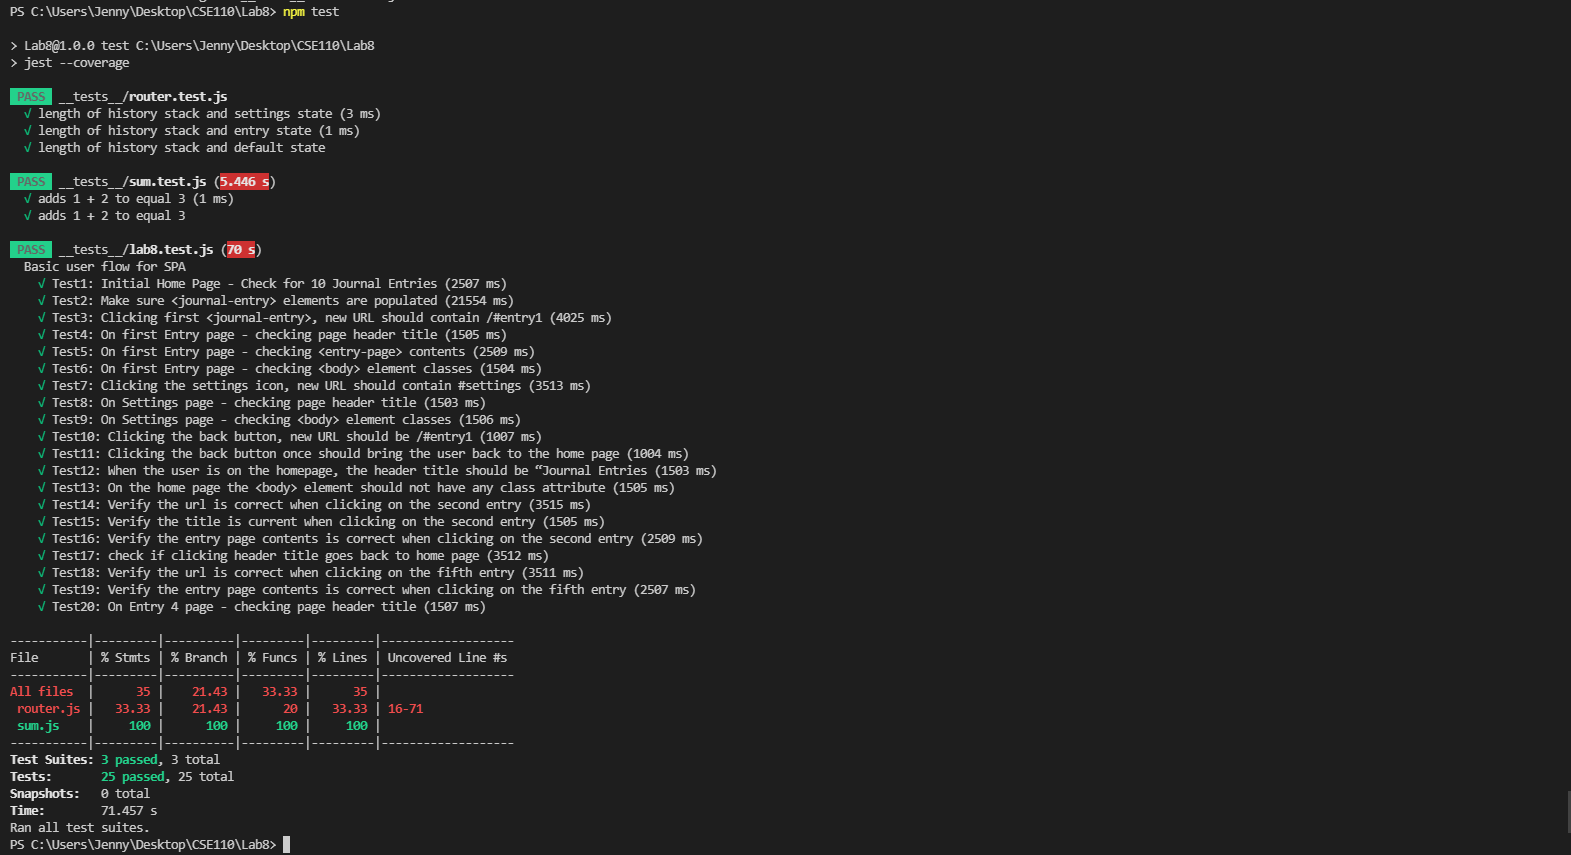 PS C:\Users\Jenny\Desktop\CSE110\Lab8> npm test
> Lab8@1.0.0 test C:\Users\Jenny\Desktop\CSE110\Lab8
> jest --coverage
PASS __tests__/router.test.js
√ length of history stack and settings state (3 ms)
√ length of history stack and entry state (1 ms)
√ length of history stack and default state
PASS __tests__/sum.test.js (5.446 s)
√ adds 1 + 2 to equal 3 (1 ms)
√ adds 1 + 2 to equal 3
PASS __tests__/lab8.test.js (70 s)
Basic user flow for SPA
√ Test1: Initial Home Page - Check for 10 Journal Entries (2507 ms)
√ Test2: Make sure <journal-entry> elements are populated (21554 ms)
√ Test3: Clicking first <journal-entry>, new URL should contain /#entry1 (4025 ms)
√ Test4: On first Entry page - checking page header title (1505 ms)
√ Test5: On first Entry page - checking <entry-page> contents (2509 ms)
√ Test6: On first Entry page - checking <body> element classes (1504 ms)
√ Test7: Clicking the settings icon, new URL should contain #settings (3513 ms)
√ Test8: On Settings page - checking page header title (1503 ms)
√ Test9: On Settings page - checking <body> element classes (1506 ms)
√ Test10: Clicking the back button, new URL should be /#entry1 (1007 ms)
√ Test11: Clicking the back button once should bring the user back to the home page (1004 ms)
√ Test12: When the user is on the homepage, the header title should be “Journal Entries (1503 ms)
√ Test13: On the home page the <body> element should not have any class attribute (1505 ms)
√ Test14: Verify the url is correct when clicking on the second entry (3515 ms)
√ Test15: Verify the title is current when clicking on the second entry (1505 ms)
√ Test16: Verify the entry page contents is correct when clicking on the second entry (2509 ms)
√ Test17: check if clicking header title goes back to home page (3512 ms)
√ Test18: Verify the url is correct when clicking on the fifth entry (3511 ms)
√ Test19: Verify the entry page contents is correct when clicking on the fifth entry (2507 ms)
√ Test20: On Entry 4 page - checking page header title (1507 ms)
-----------|---------|----------|---------|---------|-------------------
File       | % Stmts | % Branch | % Funcs | % Lines | Uncovered Line #s
-----------|---------|----------|---------|---------|-------------------
All files  |      35 |    21.43 |   33.33 |      35 |
 router.js |   33.33 |    21.43 |      20 |   33.33 | 16-71
 sum.js    |     100 |      100 |     100 |     100 |
-----------|---------|----------|---------|---------|-------------------
Test Suites: 3 passed, 3 total
Tests:       25 passed, 25 total
Snapshots:   0 total
Time:        71.457 s
Ran all test suites.
PS C:\Users\Jenny\Desktop\CSE110\Lab8>